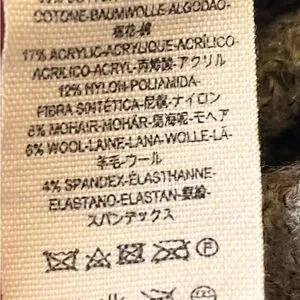 COTONE-BAUMWOLLE-ALGODAO-
棉花-綿
17% ACRYLIC-ACRYLIQUE-ACRÍLICO-
ACRILICO-ACRYL-丙烯酸-アクリル
12% NYLON-POLIAMIDA-
FIBRA SINTÉTICA-尼龍-ナイロン
8% MOHAIR-MOHÁR-馬海呢-モヘア
6% WOOL-LAINE-LANA-WOLLE-LÃ-
羊毛-ウール
4% SPANDEX-ÉLASTHANNE-
ELASTANO-ELASTAN-氨綸-
スパンデックス